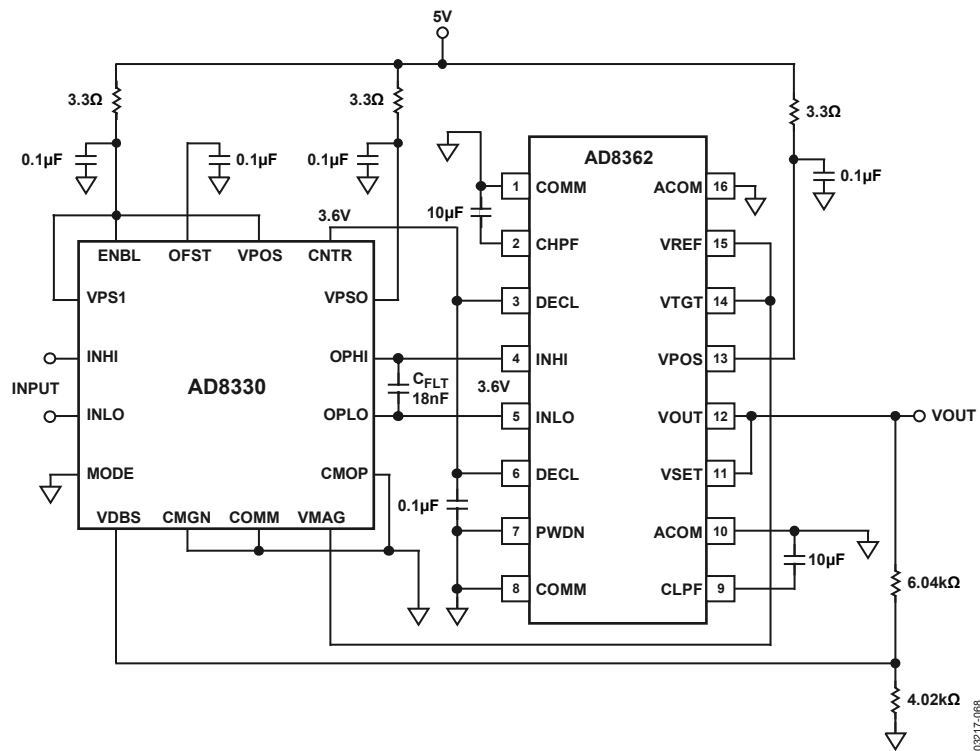 5V
3.3Ω
3.3Ω
3.3Ω
0.1µF
0.1µF
0.1µF
0.1µF
3.6V
ENBL OFST VPOS CNTR
VPS1
VPSO
INHI
OPHI
INPUT
AD8330
CFLT
18nF
3.6V
INLO
OPLO
MODE
CMOP
VDBS CMGN COMM VMAG
AD8362
1 COMM ACOM 16
10µF
2 CHPF VREF 15
3 DECL VTGT 14
4 INHI VPOS 13
5 INLO VOUT 12
VOUT
6 DECL VSET 11
0.1µF
7 PWDN ACOM 10
10µF
8 COMM CLPF 9
6.04kΩ
4.02kΩ
03217-068